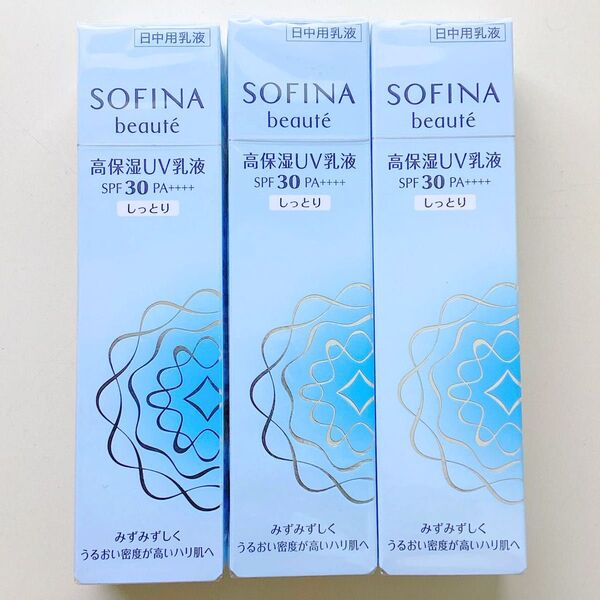 日中用乳液
SOFINA
beauté
高保湿UV乳液
SPF 30 PA++++
しっとり
みずみずしく
うるおい密度が高いハリ肌へ
日中用乳液
SOFINA
beauté
高保湿UV乳液
SPF 30 PA++++
しっとり
みずみずしく
うるおい密度が高いハリ肌へ
日中用乳液
SOFINA
beauté
高保湿UV乳液
SPF 30 PA++++
しっとり
みずみずしく
うるおい密度が高いハリ肌へ